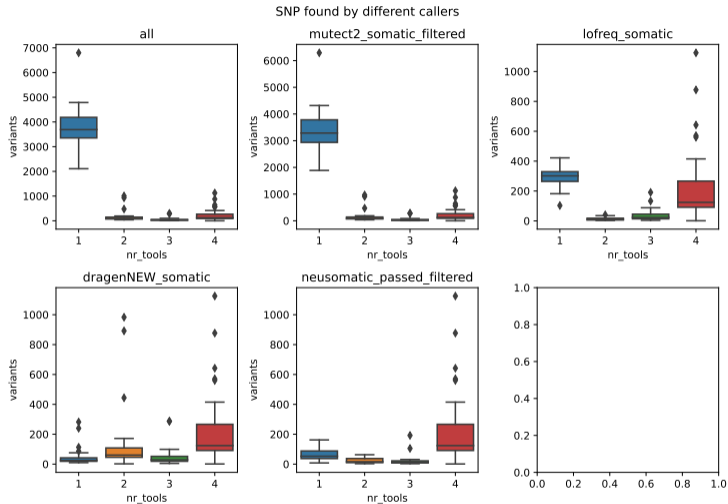 SNP found by different callers
all
mutect2_somatic_filtered
lofreq_somatic
variants
7000
6000
5000
4000
3000
2000
1000
0
1 2 3 4
nr_tools
variants
6000
5000
4000
3000
2000
1000
0
1 2 3 4
nr_tools
variants
1000
800
600
400
200
0
1 2 3 4
nr_tools
dragenNEW_somatic
neusomatic_passed_filtered
variants
1000
800
600
400
200
0
1 2 3 4
nr_tools
variants
1000
800
600
400
200
0
1 2 3 4
nr_tools
1.0
0.8
0.6
0.4
0.2
0.0
0.0 0.2 0.4 0.6 0.8 1.0